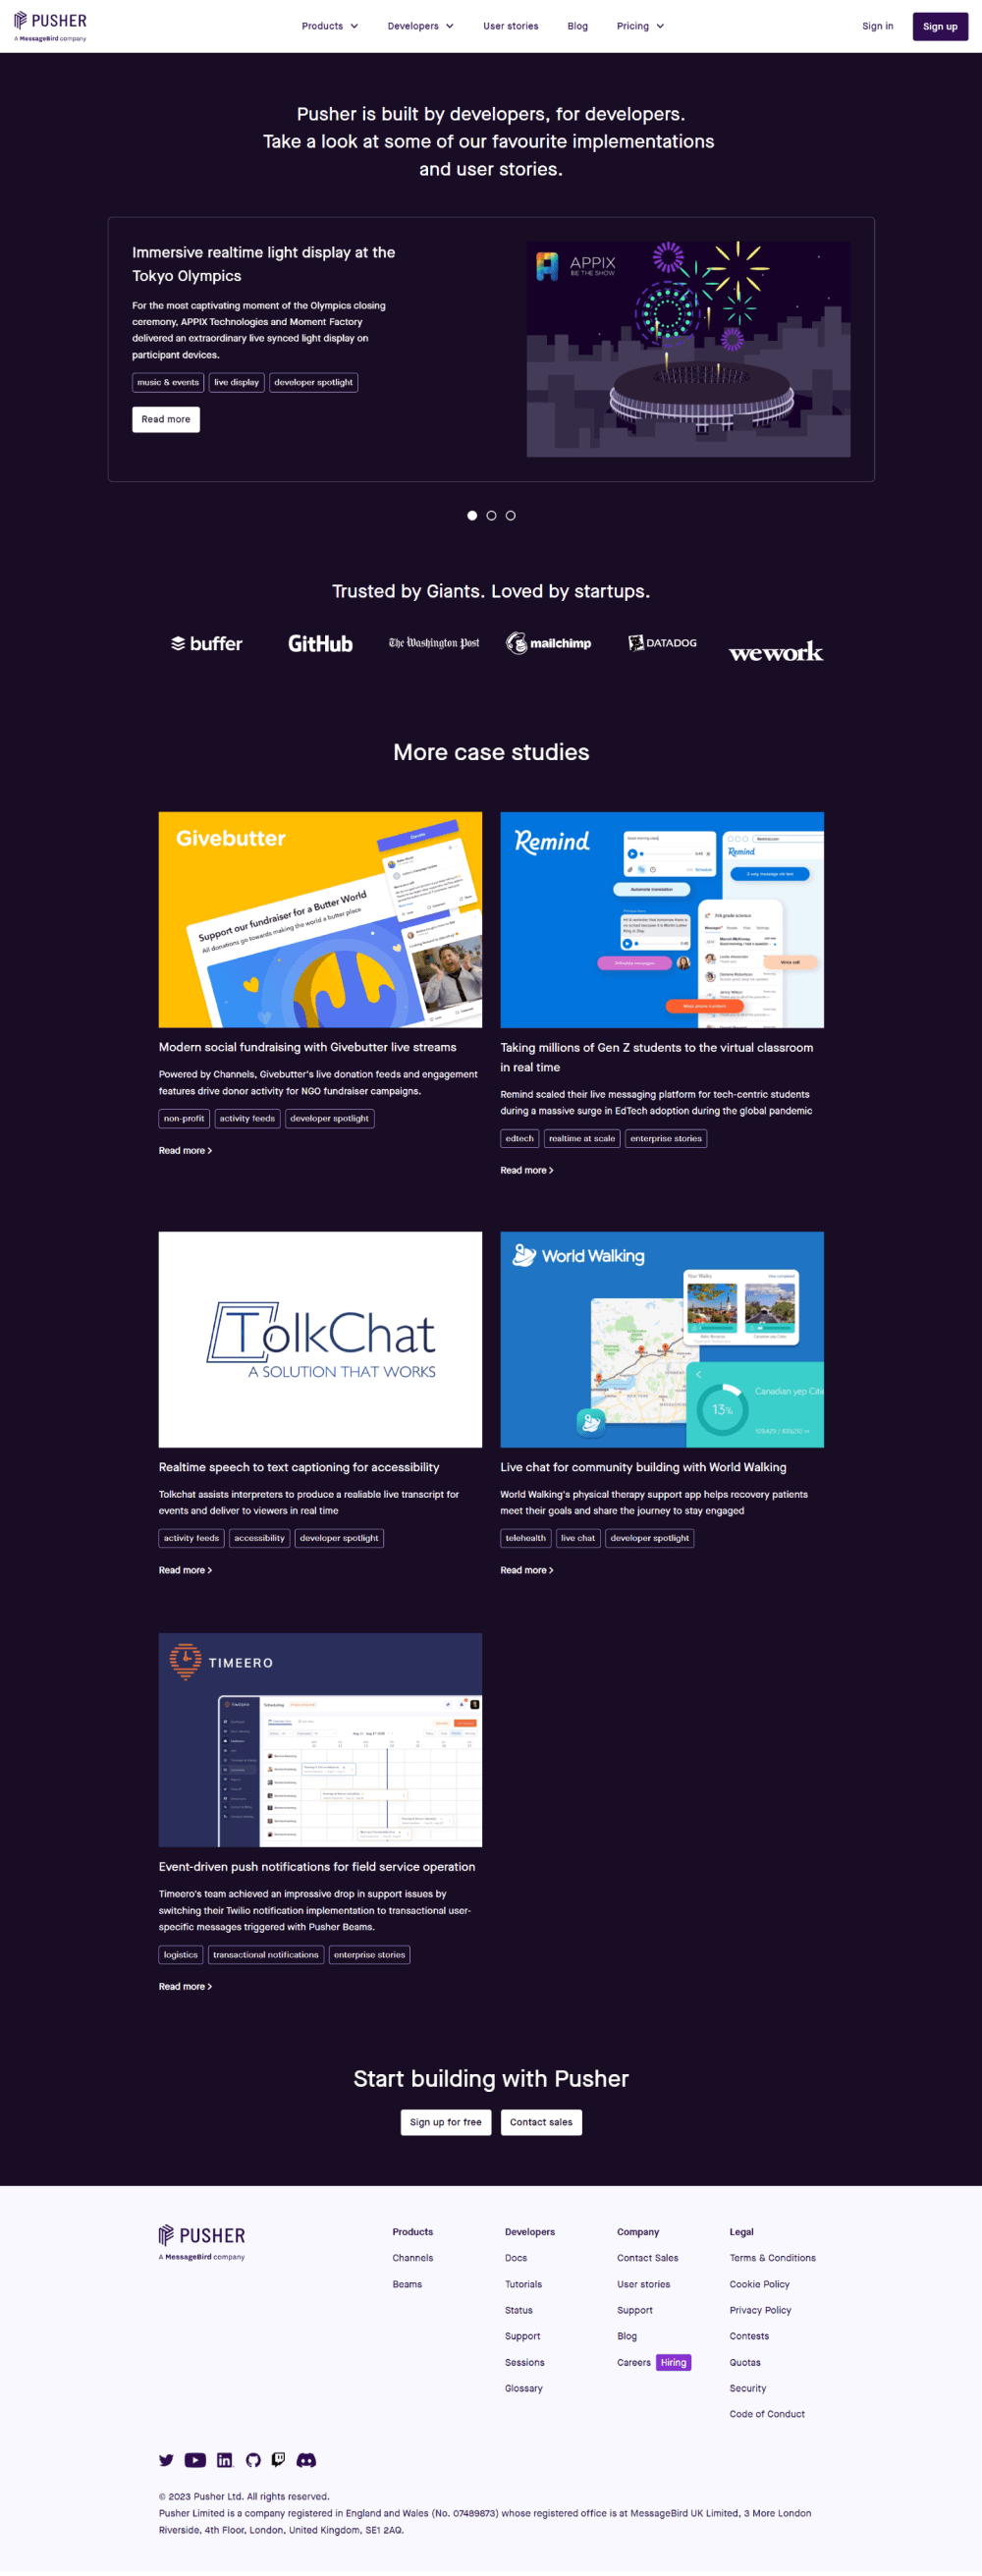 PUSHER
A MessageBird company
Products
Developers
User stories
Blog
Pricing
Sign in
Sign up
Pusher is built by developers, for developers.
Take a look at some of our favourite implementations
and user stories.
Immersive realtime light display at the
Tokyo Olympics
For the most captivating moment of the Olympics closing
ceremony, APPIX Technologies and Moment Factory
delivered an extraordinary live synced light display on
participant devices.
music & events
live display
developer spotlight
Read more
APPIX
BE THE SHOW
Trusted by Giants. Loved by startups.
buffer
GitHub
The Washington Post
mailchimp
DATADOG
wework
More case studies
Givebutter
Support our fundraiser for a Butter World
All donations go towards making the world a butter place
Modern social fundraising with Givebutter live streams
Powered by Channels, Givebutter's live donation feeds and engagement
features drive donor activity for NGO fundraiser campaigns.
non-profit
activity feeds
developer spotlight
Read more
Remind
Remind
Automate translation
5th grade science
Voice call
Taking millions of Gen Z students to the virtual classroom
in real time
Remind scaled their live messaging platform for tech-centric students
during a massive surge in EdTech adoption during the global pandemic
edtech
realtime at scale
enterprise stories
Read more
TolkChat
A SOLUTION THAT WORKS
Realtime speech to text captioning for accessibility
Tolkchat assists interpreters to produce a realiable live transcript for
events and deliver to viewers in real time
activity feeds
accessibility
developer spotlight
Read more
World Walking
Your Walks
View completed
Canadian yep Citi
13%
Live chat for community building with World Walking
World Walking's physical therapy support app helps recovery patients
meet their goals and share the journey to stay engaged
telehealth
live chat
developer spotlight
Read more
TIMEERO
Scheduling
Event-driven push notifications for field service operation
Timeero's team achieved an impressive drop in support issues by
switching their Twilio notification implementation to transactional user-
specific messages triggered with Pusher Beams.
logistics
transactional notifications
enterprise stories
Read more
Start building with Pusher
Sign up for free
Contact sales
PUSHER
A MessageBird company
Products
Channels
Beams
Developers
Docs
Tutorials
Status
Support
Sessions
Glossary
Company
Contact Sales
User stories
Support
Blog
Careers Hiring
Legal
Terms & Conditions
Cookie Policy
Privacy Policy
Contests
Quotas
Security
Code of Conduct
© 2023 Pusher Ltd. All rights reserved.
Pusher Limited is a company registered in England and Wales (No. 07489873) whose registered office is at MessageBird UK Limited, 3 More London
Riverside, 4th Floor, London, United Kingdom, SE1 2AQ.